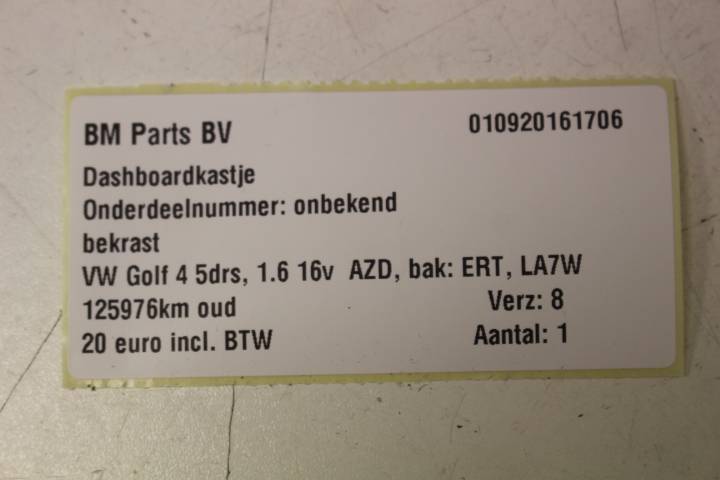 BM Parts BV 010920161706
Dashboardkastje
Onderdeelnummer: onbekend
bekrast
VW Golf 4 5drs, 1.6 16v AZD, bak: ERT, LA7W
125976km oud Verz: 8
20 euro incl. BTW Aantal: 1